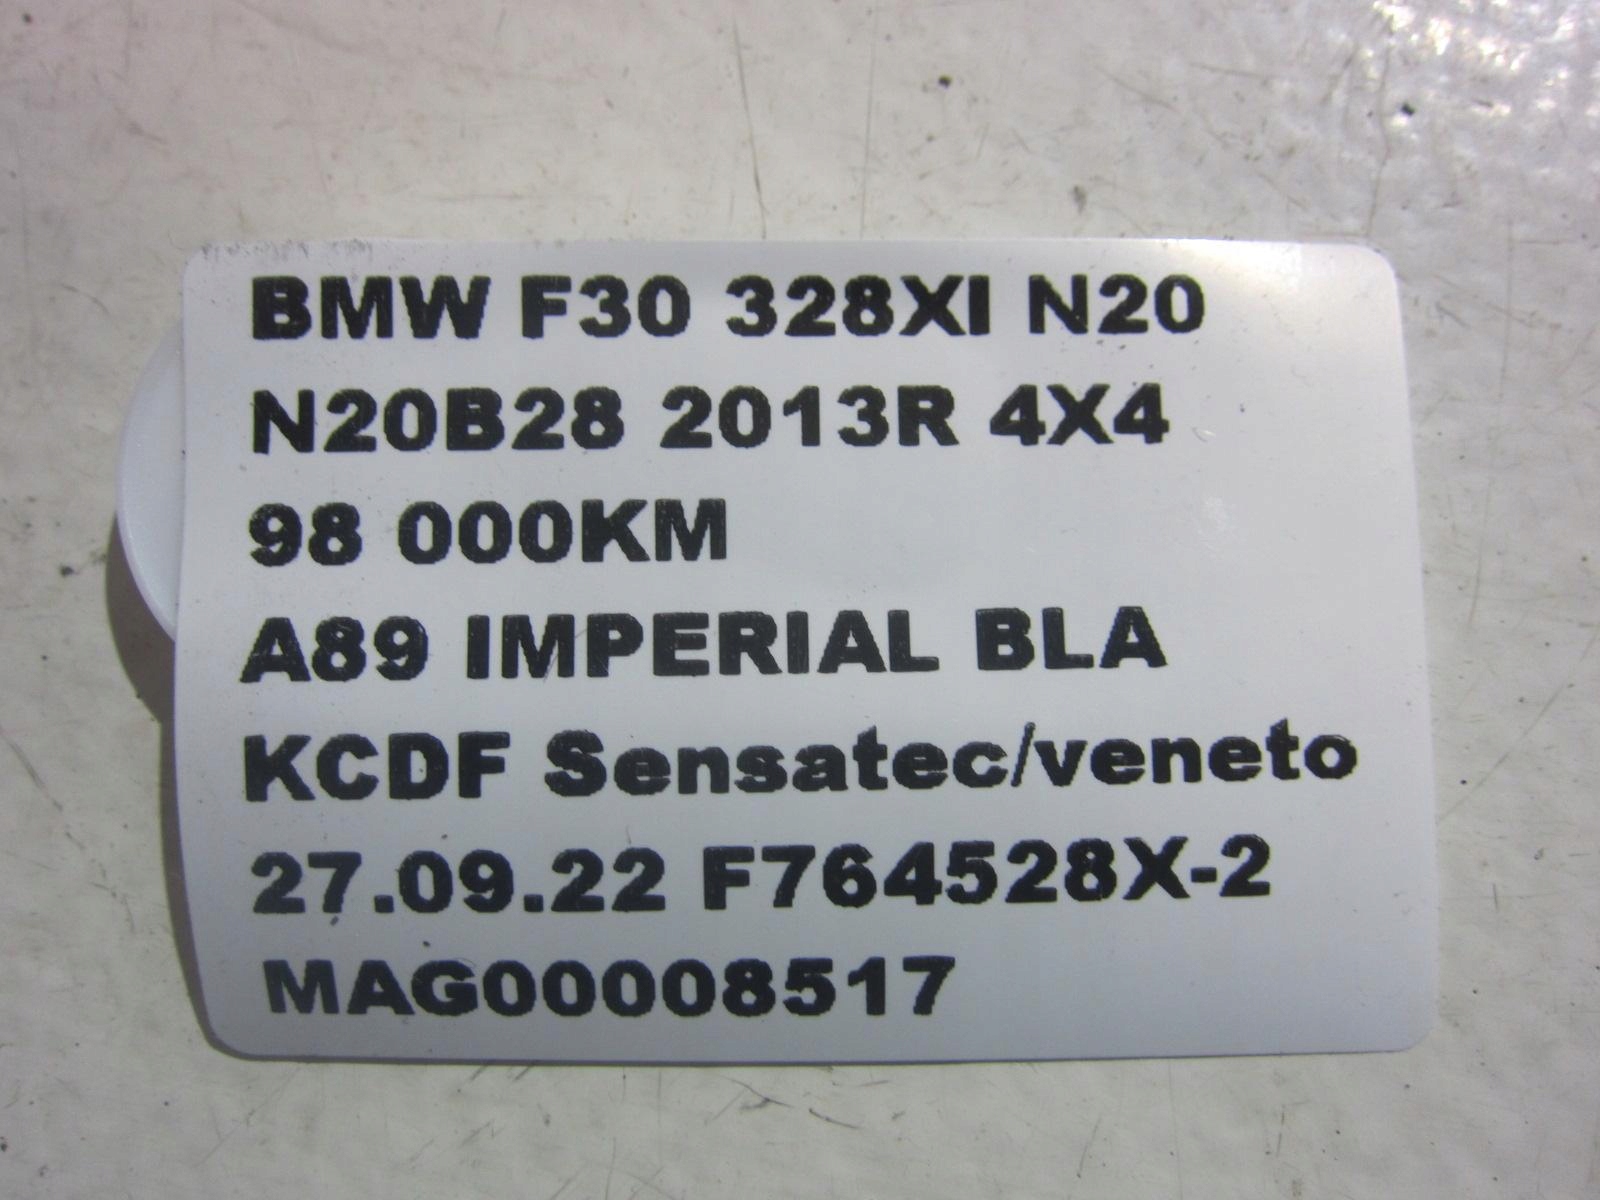 BMW F30 328XI N20
N20B28 2013R 4X4
98 000KM
A89 IMPERIAL BLA
KCDF Sensatec/veneto
27.09.22 F764528X-2
MAG00008517